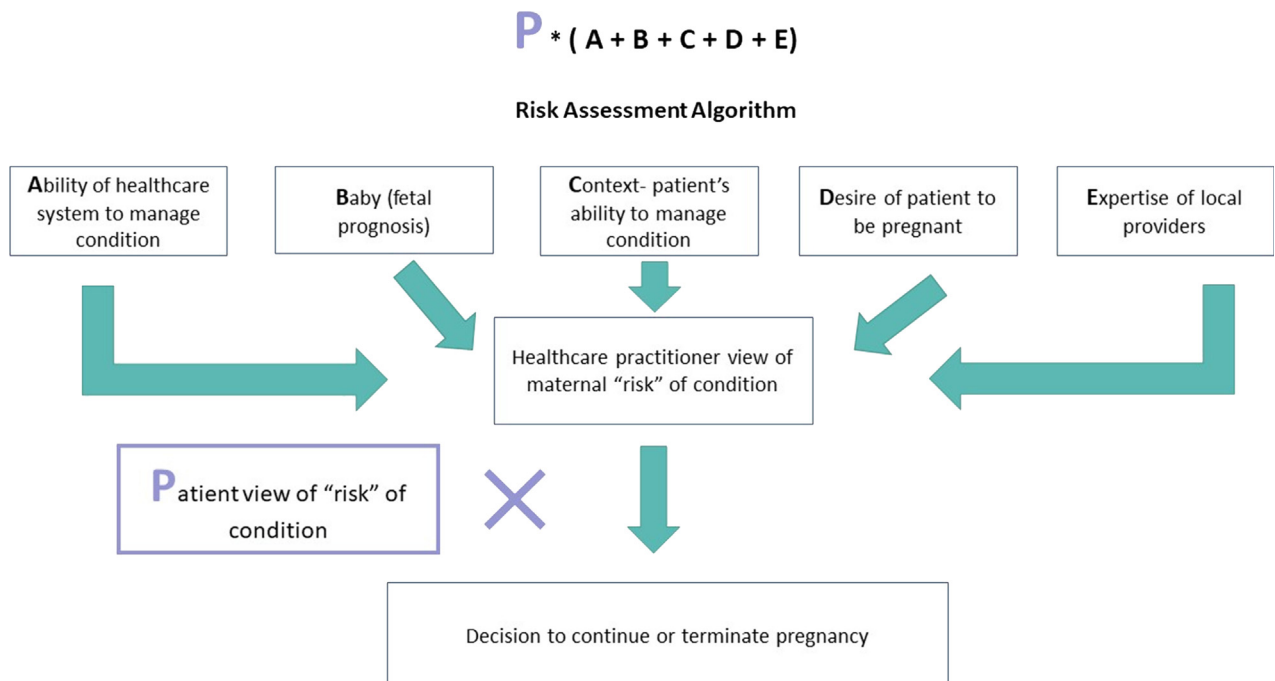 P * ( A + B + C + D + E)
Risk Assessment Algorithm
Ability of healthcare
system to manage
condition
Baby (fetal
prognosis)
Context- patient's
ability to manage
condition
Desire of patient to
be pregnant
Expertise of local
providers
Healthcare practitioner view of
maternal “risk” of condition
Patient view of “risk” of
condition
Decision to continue or terminate pregnancy